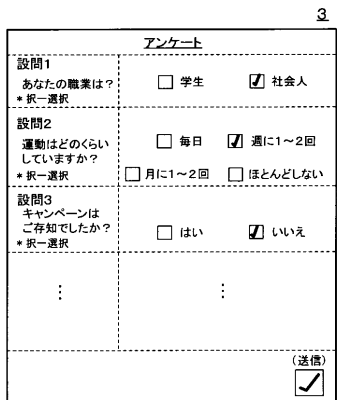 3
アンケート
設問1
あなたの職業は?
*択一選択
□ 学生
☑ 社会人
設問2
運動はどのくらい
していますか?
*択一選択
□ 毎日
☑ 週に1~2回
□ 月に1~2回
□ ほとんどしない
設問3
キャンペーンは
ご存知でしたか?
*択一選択
□ はい
☑ いいえ
⋮
⋮
(送信)
☑